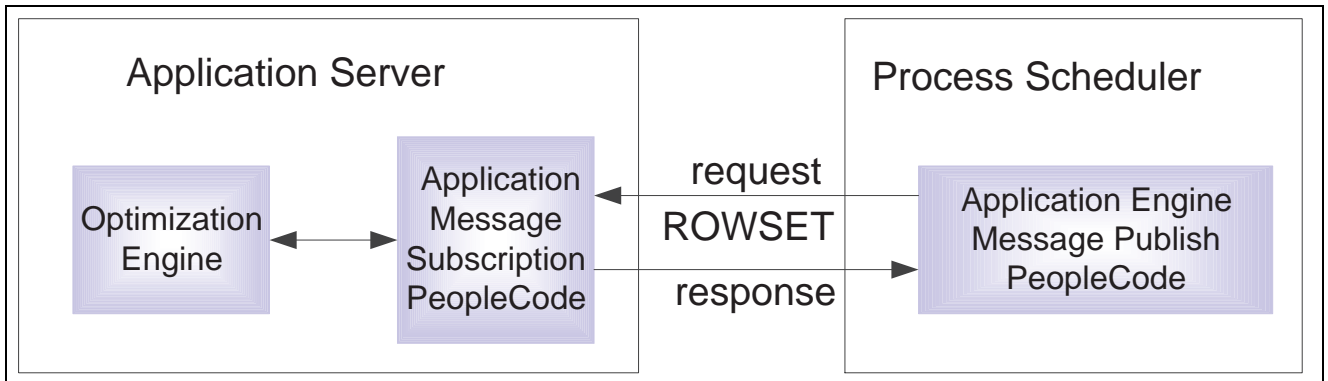 Application Server
Optimization
Engine
Application
Message
Subscription
PeopleCode
request
ROWSET
response
Process Scheduler
Application Engine
Message Publish
PeopleCode